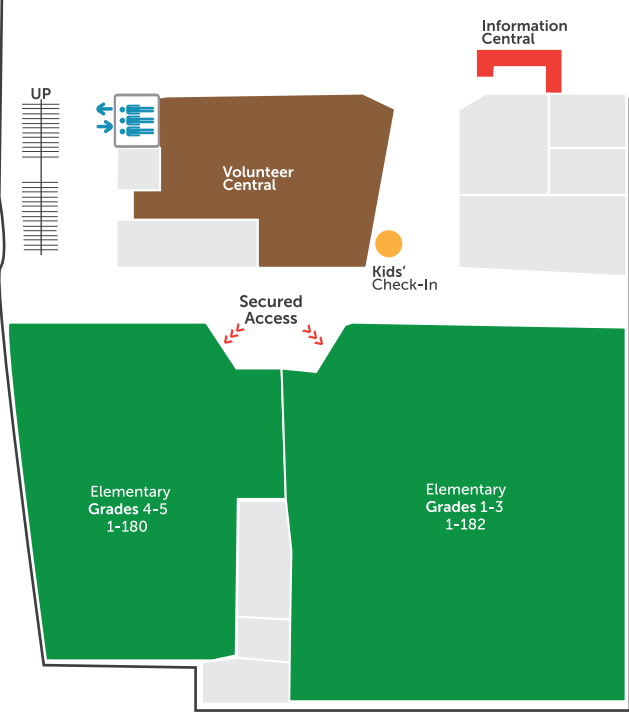 Information
Central
UP
Volunteer
Central
Kids’
Check-In
Secured
Access
Elementary
Grades 4-5
1-180
Elementary
Grades 1-3
1-182